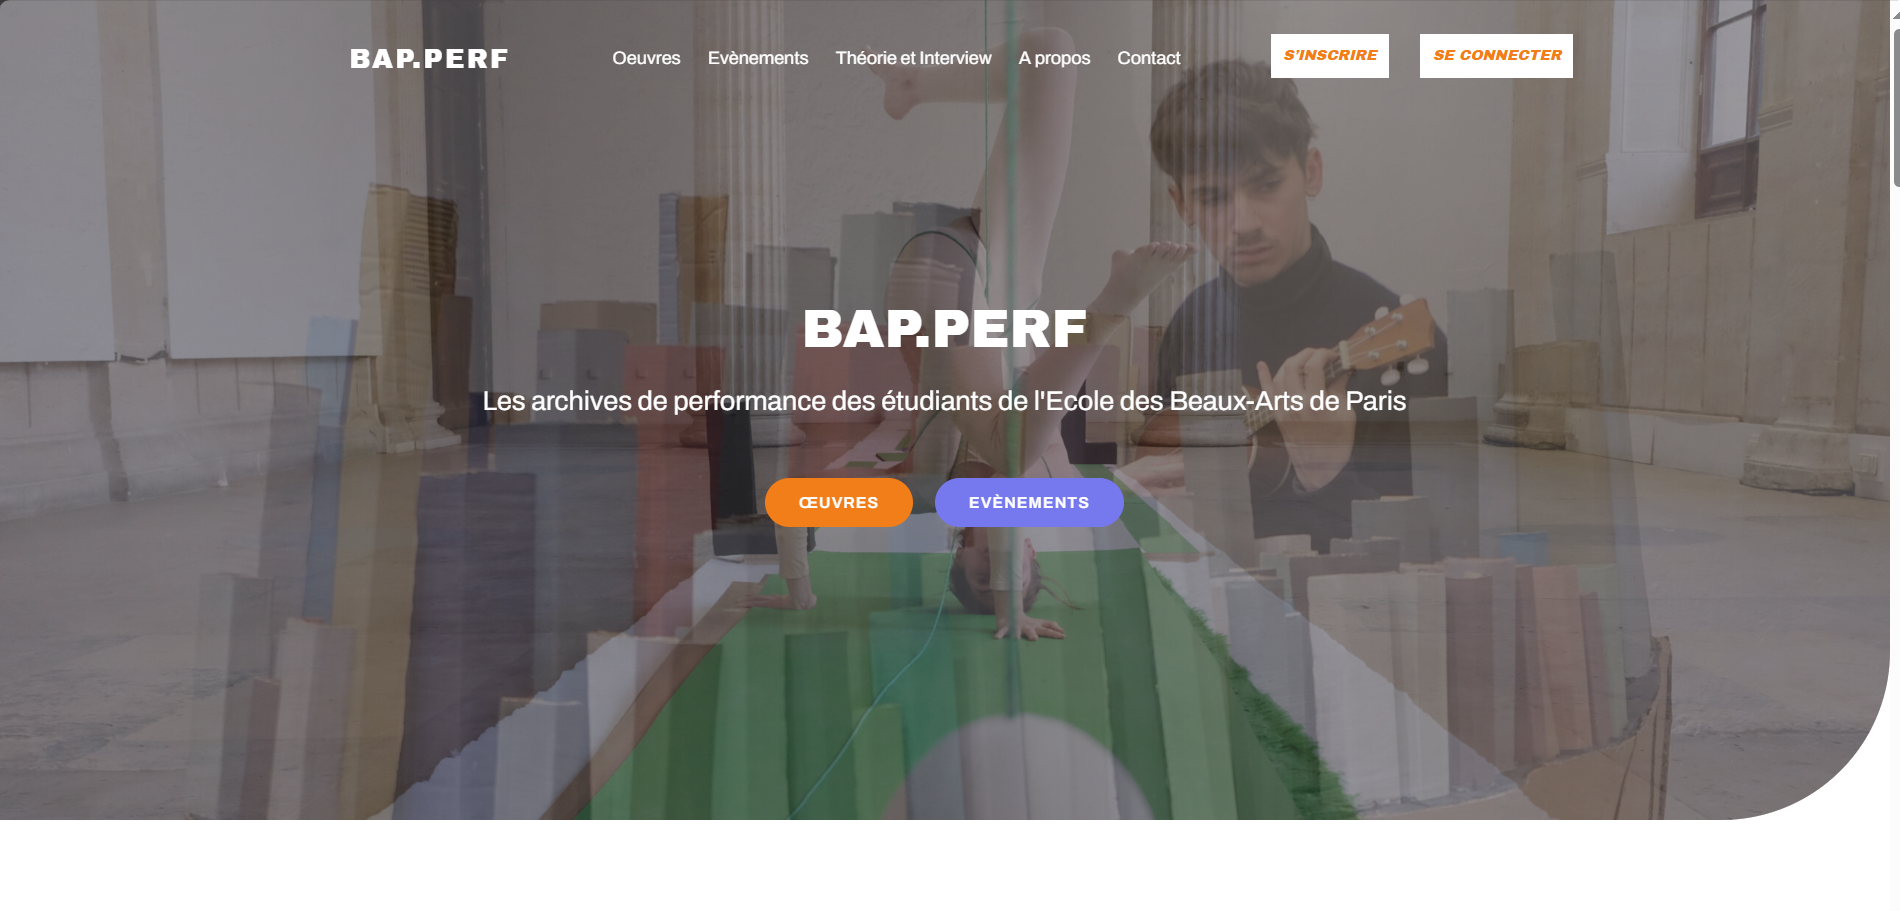 BAP.PERF
Oeuvres Evènements Théorie et Interview A propos Contact
S'INSCRIRE SE CONNECTER
BAP.PERF
Les archives de performance des étudiants de l'Ecole des Beaux-Arts de Paris
ŒUVRES EVÈNEMENTS